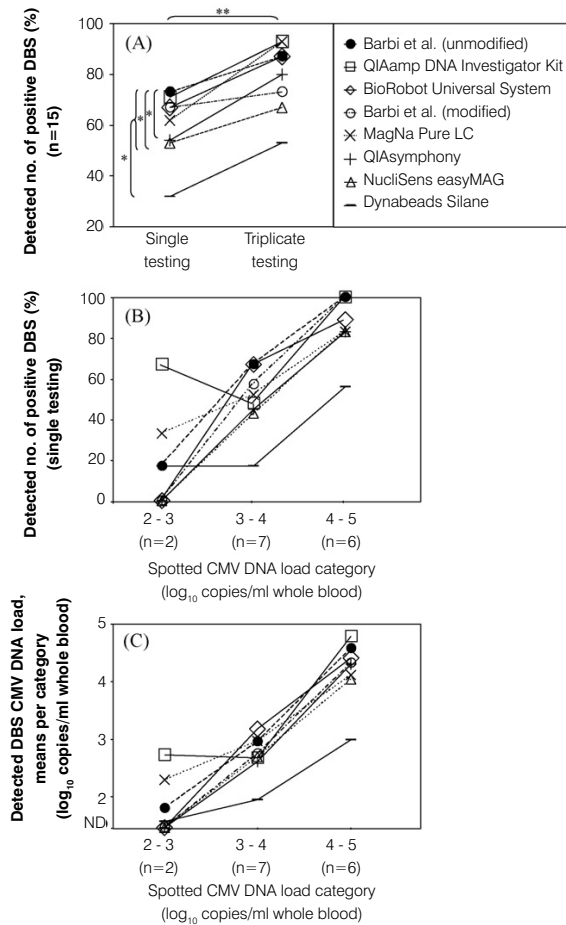 Detected no. of positive DBS (%)
(n=15)
(A)
**
100
80
60
40
20
*
*
*
*
Single
testing
Triplicate
testing
Barbi et al. (unmodified)
QIAamp DNA Investigator Kit
BioRobot Universal System
Barbi et al. (modified)
MagNa Pure LC
QIAsymphony
NucliSens easyMAG
Dynabeads Silane
Detected no. of positive DBS (%)
(single testing)
(B)
100
80
60
40
20
0
2 - 3
(n=2)
3 - 4
(n=7)
4 - 5
(n=6)
Spotted CMV DNA load category
(log10 copies/ml whole blood)
Detected DBS CMV DNA load,
means per category
(log10 copies/ml whole blood)
(C)
5
4
3
2
ND
2 - 3
(n=2)
3 - 4
(n=7)
4 - 5
(n=6)
Spotted CMV DNA load category
(log10 copies/ml whole blood)